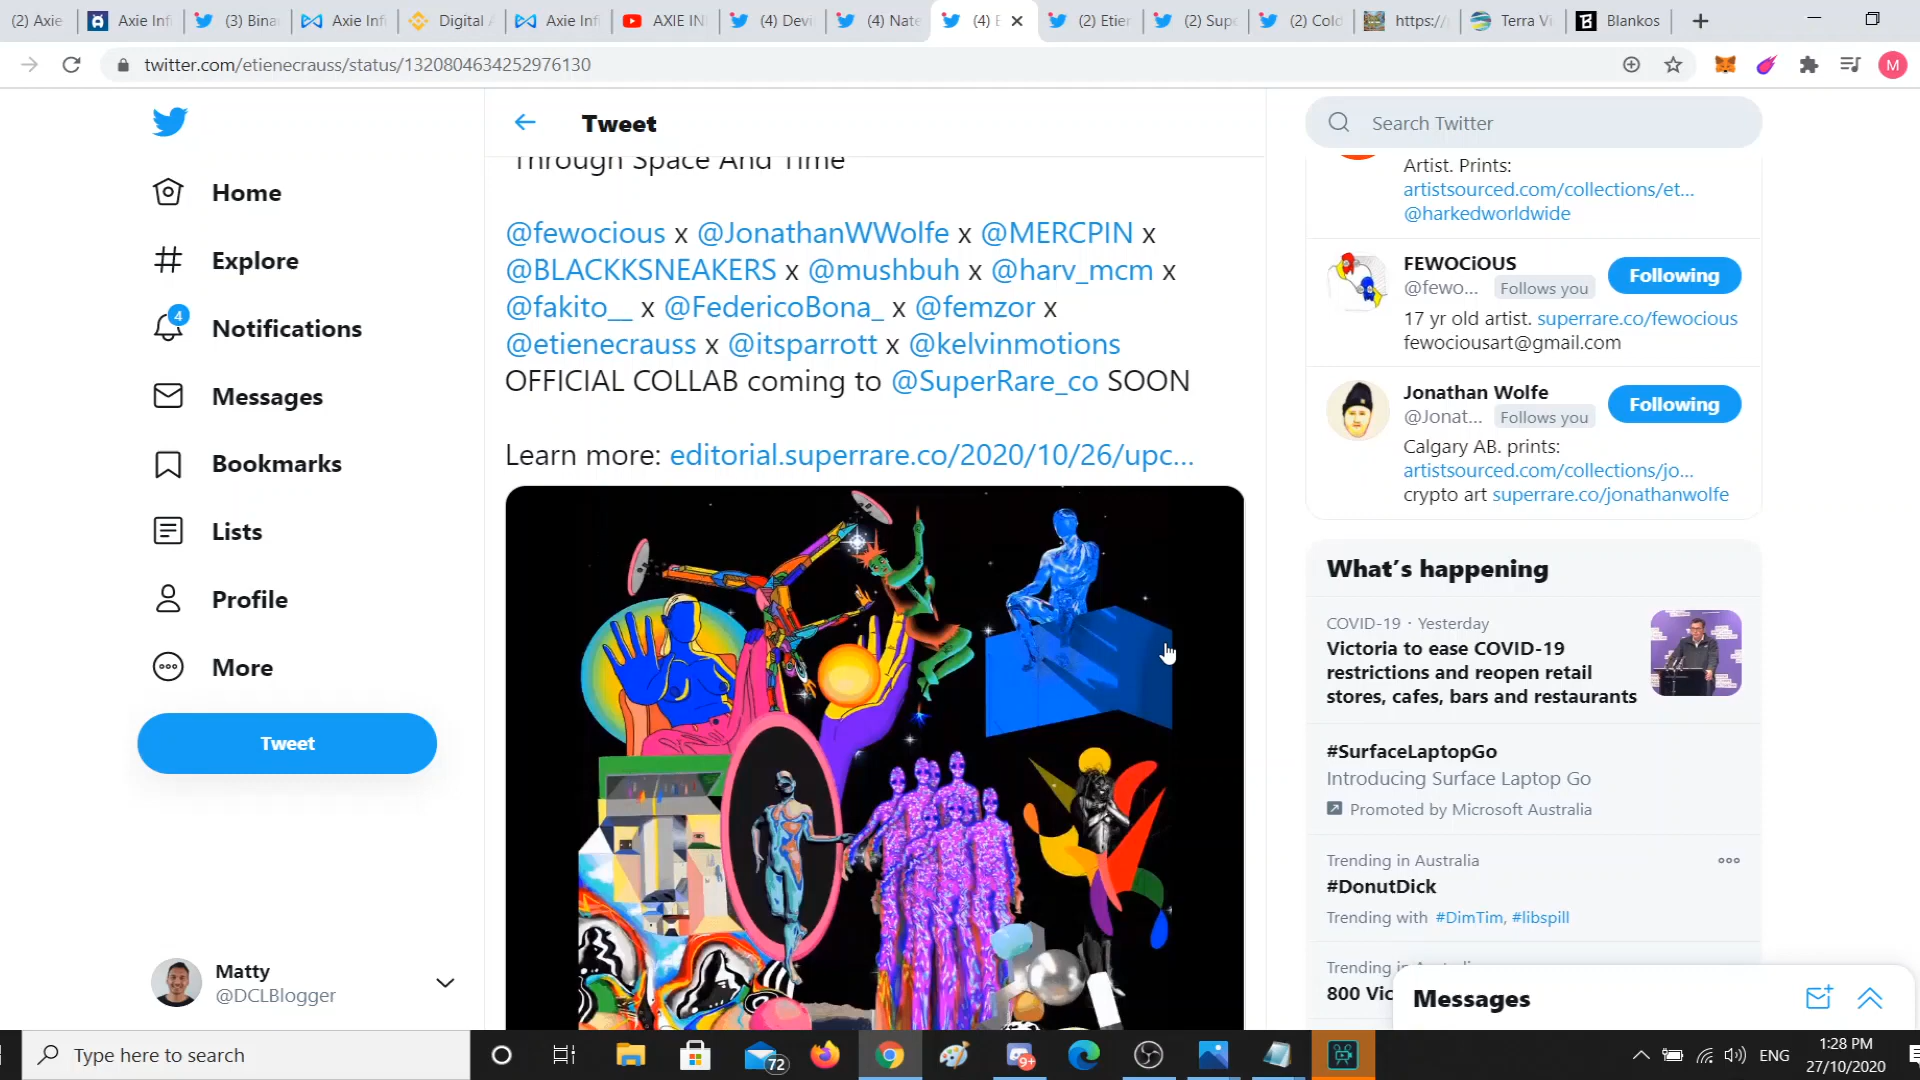 (2) Axie
Axie Infi
(3) Bina
Axie Infi
Digital A
Axie Infi
AXIE IN
(4) Devi
(4) Nate
(4) E
(2) Etien
(2) Supe
(2) Cold
https://
Terra Vi
Blankos
twitter.com/etienecrauss/status/1320804634252976130
M
Tweet
Search Twitter
Home
Explore
4
Notifications
Messages
Bookmarks
Lists
Profile
More
Tweet
Matty
@DCLBlogger
Through Space And Time
@fewocious x @JonathanWWolfe x @MERCPIN x
@BLACKKSNEAKERS x @mushbuh x @harv_mcm x
@fakito__ x @FedericoBona_ x @femzor x
@etienecrauss x @itsparrott x @kelvinmotions
OFFICIAL COLLAB coming to @SuperRare_co SOON
Learn more: editorial.superrare.co/2020/10/26/upc...
Artist. Prints:
artistsourced.com/collections/et...
@harkedworldwide
FEWOCiOUS
@fewo... Follows you
Following
17 yr old artist. superrare.co/fewocious
fewociousart@gmail.com
Jonathan Wolfe
@Jonat... Follows you
Following
Calgary AB. prints:
artistsourced.com/collections/jo...
crypto art superrare.co/jonathanwolfe
What's happening
COVID-19 · Yesterday
Victoria to ease COVID-19
restrictions and reopen retail
stores, cafes, bars and restaurants
#SurfaceLaptopGo
Introducing Surface Laptop Go
Promoted by Microsoft Australia
Trending in Australia
#DonutDick
Trending with #DimTim, #libspill
Trending in
800 Vic
Messages
Type here to search
72
9+
ENG
1:28 PM
27/10/2020